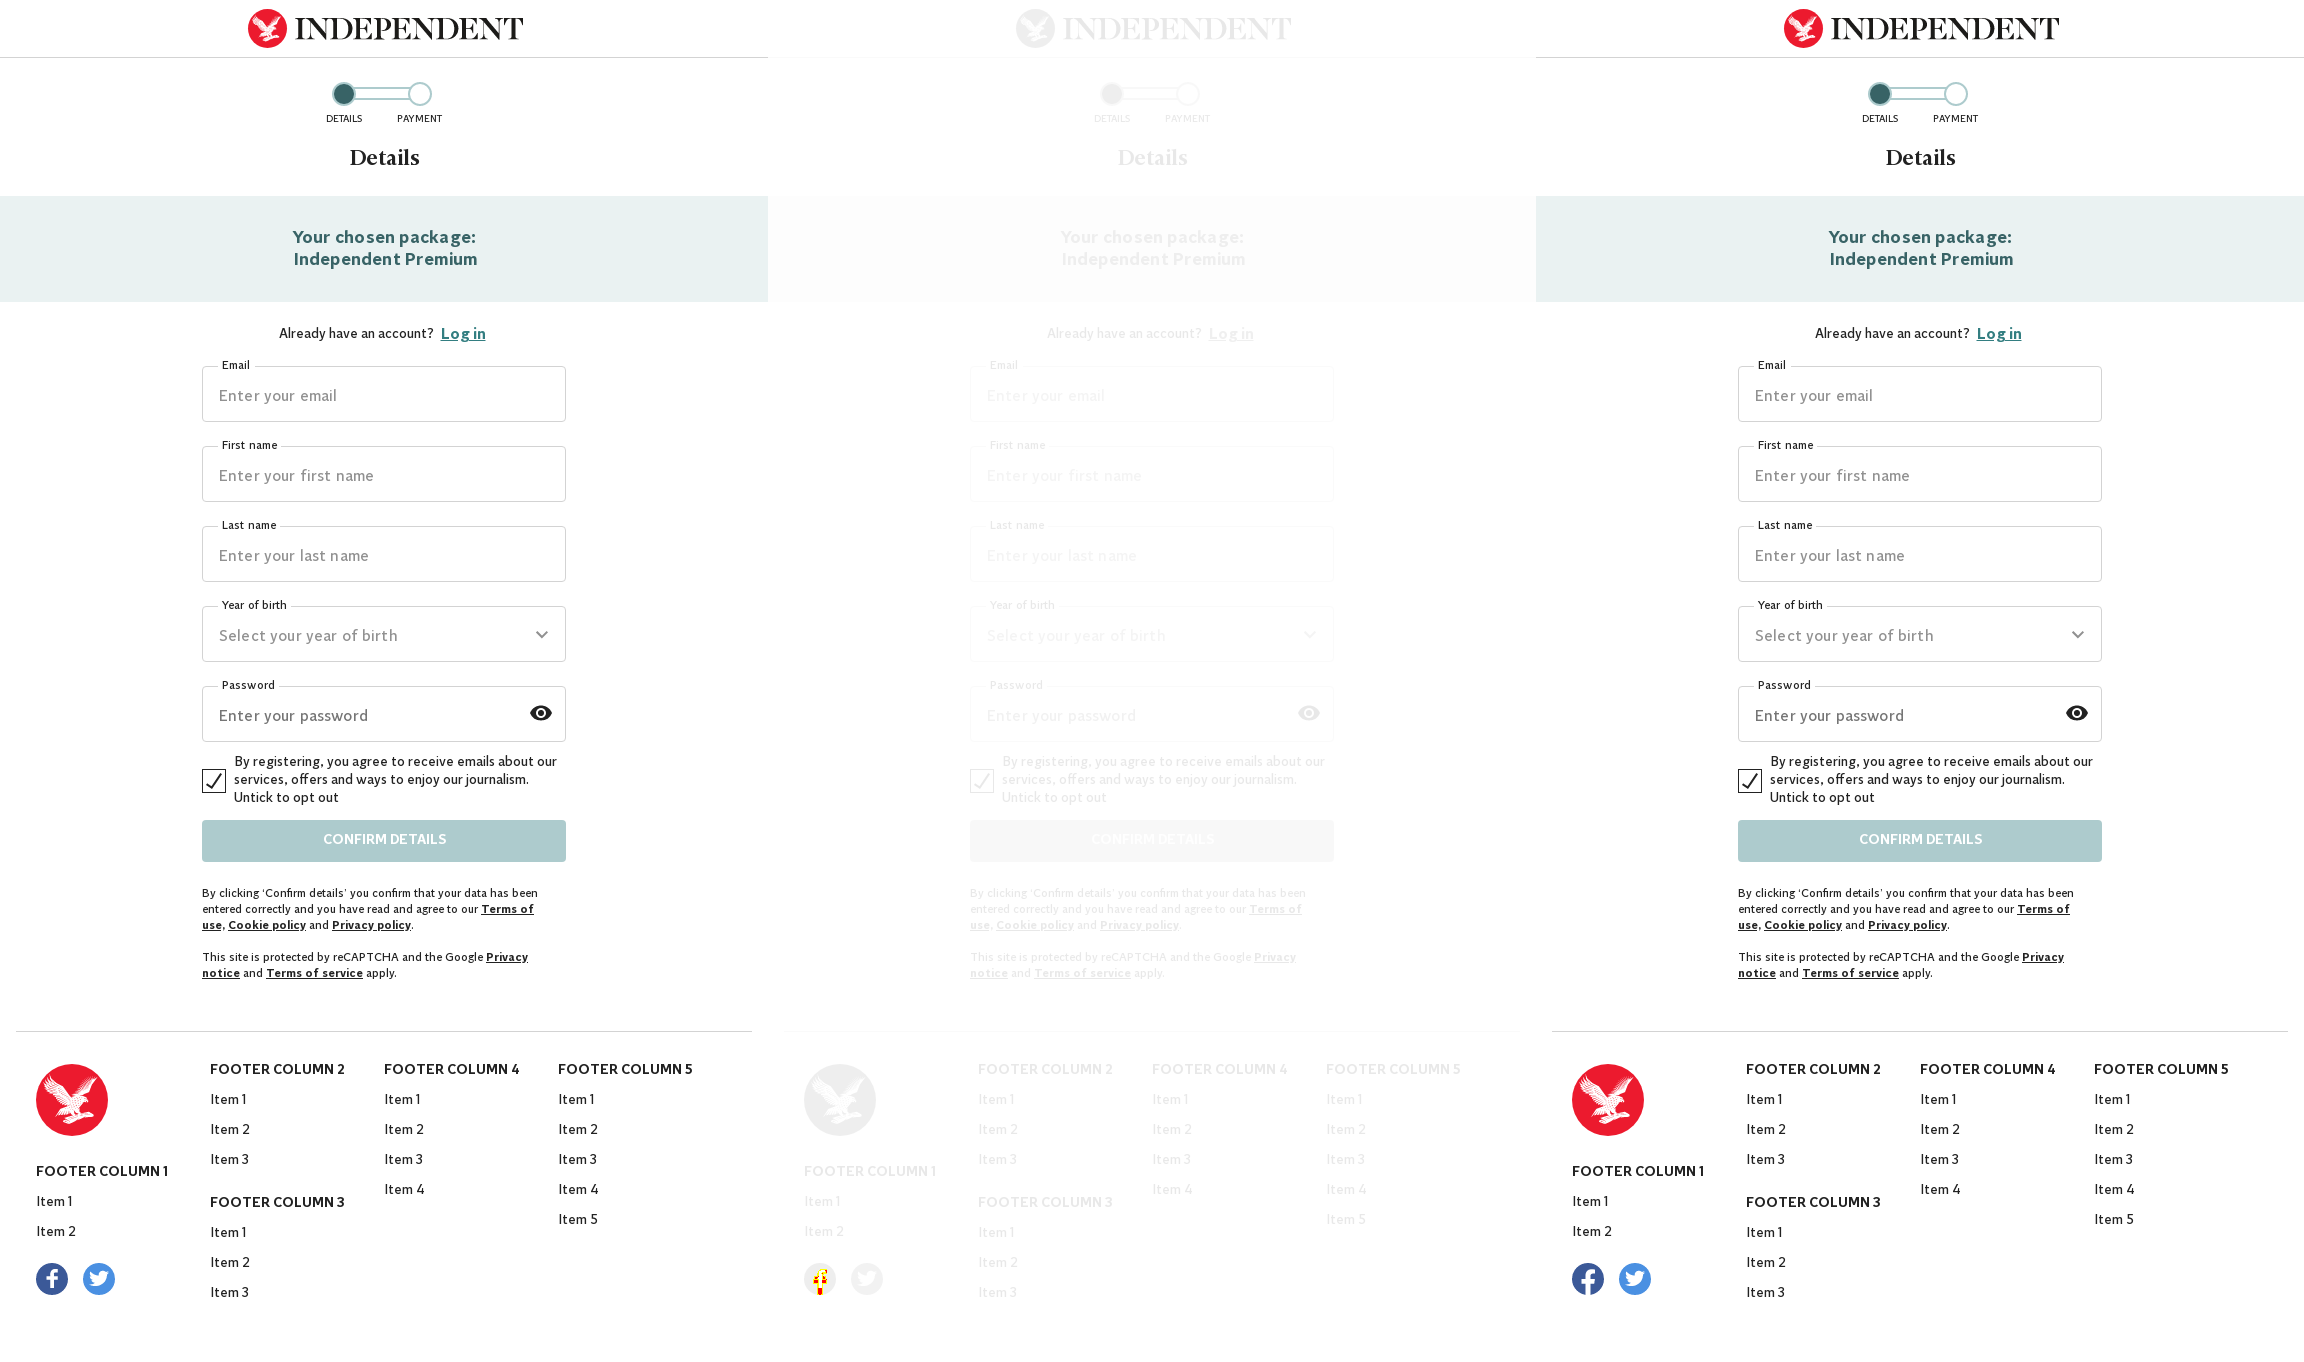 INDEPENDENT
DETAILS PAYMENT
Details
Your chosen package:
Independent Premium
Already have an account? Log in
Email
Enter your email
First name
Enter your first name
Last name
Enter your last name
Year of birth
Select your year of birth
Password
Enter your password
By registering, you agree to receive emails about our
services, offers and ways to enjoy our journalism.
Untick to opt out
CONFIRM DETAILS
By clicking ‘Confirm details’ you confirm that your data has been
entered correctly and you have read and agree to our Terms of
use, Cookie policy and Privacy policy.
This site is protected by reCAPTCHA and the Google Privacy
notice and Terms of service apply.
FOOTER COLUMN 1
Item 1
Item 2
FOOTER COLUMN 2
Item 1
Item 2
Item 3
FOOTER COLUMN 3
Item 1
Item 2
Item 3
FOOTER COLUMN 4
Item 1
Item 2
Item 3
Item 4
FOOTER COLUMN 5
Item 1
Item 2
Item 3
Item 4
Item 5
INDEPENDENT
DETAILS PAYMENT
Details
Your chosen package:
Independent Premium
Already have an account? Log in
Email
Enter your email
First name
Enter your first name
Last name
Enter your last name
Year of birth
Select your year of birth
Password
Enter your password
By registering, you agree to receive emails about our
services, offers and ways to enjoy our journalism.
Untick to opt out
CONFIRM DETAILS
By clicking ‘Confirm details’ you confirm that your data has been
entered correctly and you have read and agree to our Terms of
use, Cookie policy and Privacy policy.
This site is protected by reCAPTCHA and the Google Privacy
notice and Terms of service apply.
FOOTER COLUMN 1
Item 1
Item 2
FOOTER COLUMN 2
Item 1
Item 2
Item 3
FOOTER COLUMN 3
Item 1
Item 2
Item 3
FOOTER COLUMN 4
Item 1
Item 2
Item 3
Item 4
FOOTER COLUMN 5
Item 1
Item 2
Item 3
Item 4
Item 5
INDEPENDENT
DETAILS PAYMENT
Details
Your chosen package:
Independent Premium
Already have an account? Log in
Email
Enter your email
First name
Enter your first name
Last name
Enter your last name
Year of birth
Select your year of birth
Password
Enter your password
By registering, you agree to receive emails about our
services, offers and ways to enjoy our journalism.
Untick to opt out
CONFIRM DETAILS
By clicking ‘Confirm details’ you confirm that your data has been
entered correctly and you have read and agree to our Terms of
use, Cookie policy and Privacy policy.
This site is protected by reCAPTCHA and the Google Privacy
notice and Terms of service apply.
FOOTER COLUMN 1
Item 1
Item 2
FOOTER COLUMN 2
Item 1
Item 2
Item 3
FOOTER COLUMN 3
Item 1
Item 2
Item 3
FOOTER COLUMN 4
Item 1
Item 2
Item 3
Item 4
FOOTER COLUMN 5
Item 1
Item 2
Item 3
Item 4
Item 5